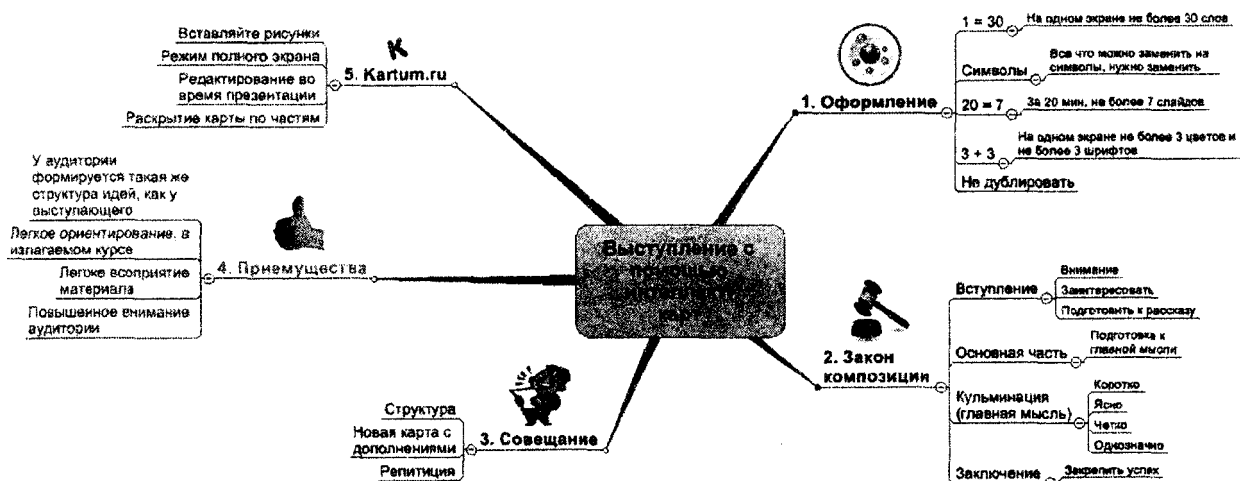 Выступление с
помощью
1. Оформление
1 = 30
На одном экране не более 30 слов
Символы
Все что можно заменить на
символы, нужно заменить
20 = 7
За 20 мин, не более 7 слайдов
3 + 3
На одном экране не более 3 цветов и
не более 3 шрифтов
Не дублировать
2. Закон
композиции
Вступление
Внимание
Заинтересовать
Подготовить к рассказу
Основная часть
Подготовка к
главной мысли
Кульминация
(главная мысль)
Коротко
Ясно
Четко
Однозначно
Заключение
Закрепить успех
3. Совещание
Структура
Новая карта с
дополнениями
Репитиция
4. Приемущества
У аудитории
формируется такая же
структура идей, как у
выступающего
Легкое ориентирование, в
излагаемом курсе
Легкое всоприятие
материала
Повышенное внимание
аудитории
K
5. Kartum.ru
Вставляйте рисунки
Режим полного экрана
Редактирование во
время презентации
Раскрытие карты по частям